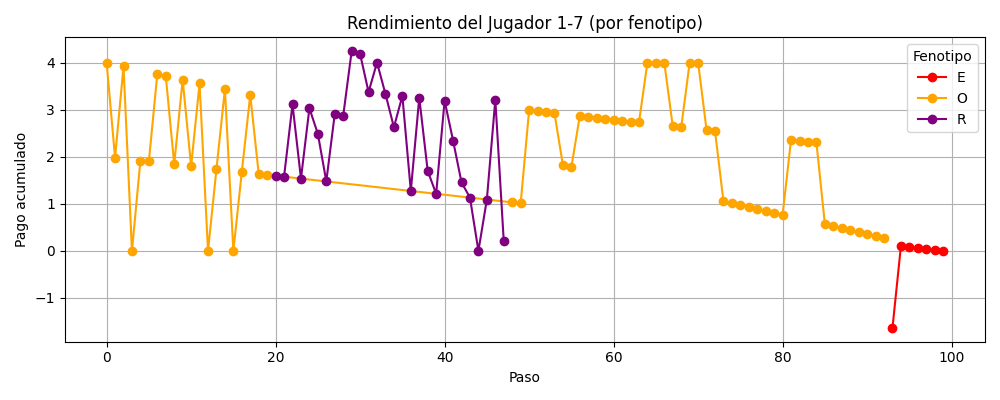 Rendimiento del Jugador 1-7 (por fenotipo)
Pago acumulado
4
3
2
1
0
−1
Fenotipo
E
O
R
0 20 40 60 80 100
Paso